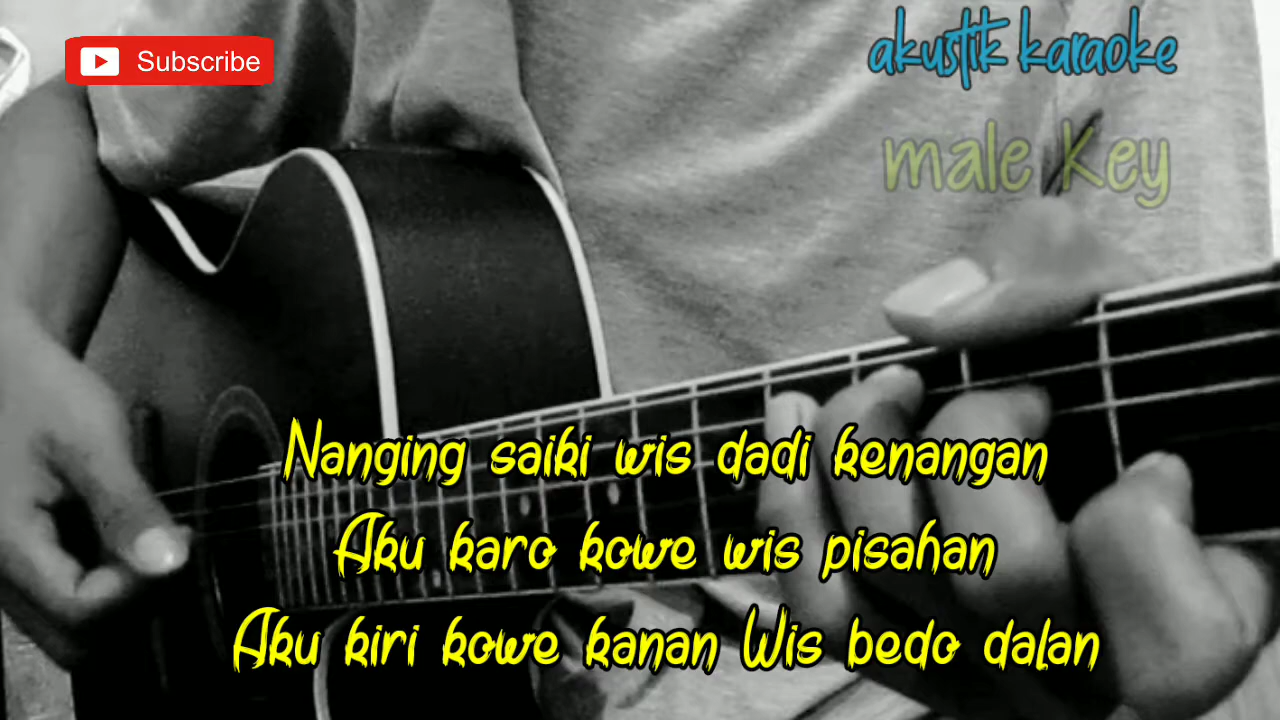 Subscribe
akustik karaoke
male Key
Nanging saiki wis dadi kenangan
Aku karo kowe wis pisahan
Aku kiri kowe kanan Wis bedo dalan